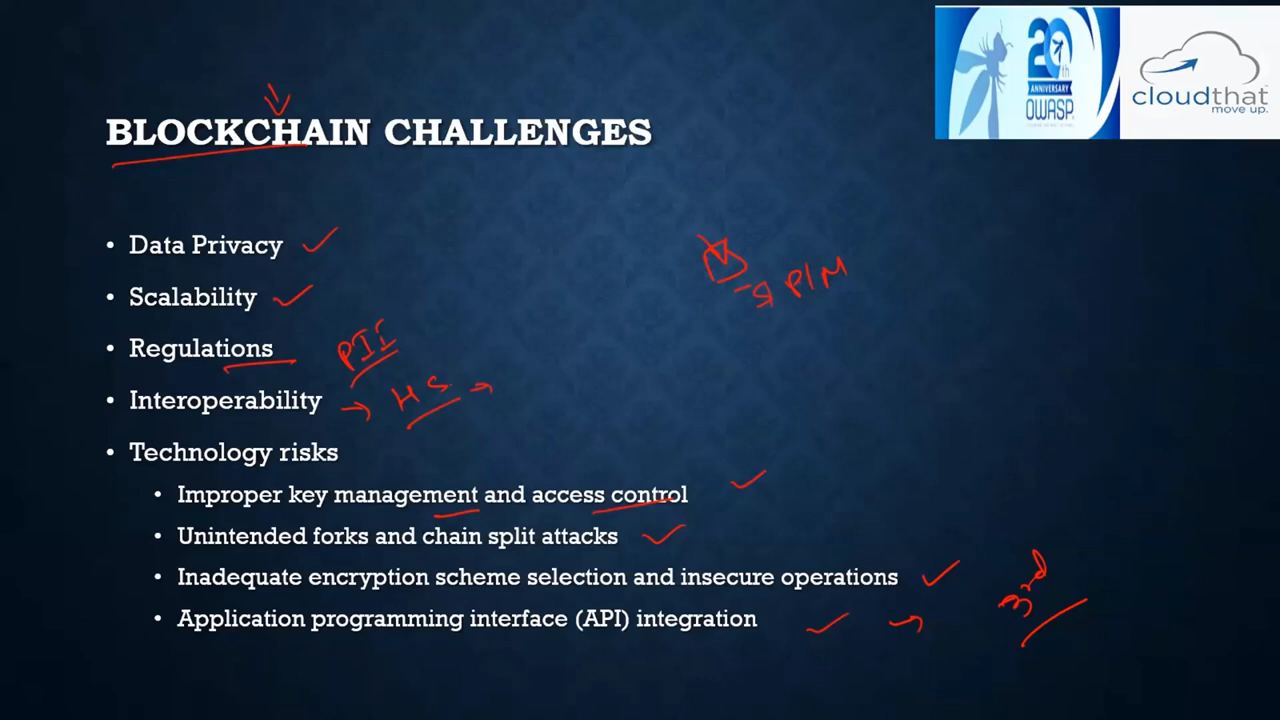 20th
ANNIVERSARY
OWASP
cloudthat
move up.
BLOCKCHAIN CHALLENGES
• Data Privacy
• Scalability
P/M
• Regulations PII
• Interoperability → H S →
• Technology risks
• Improper key management and access control
• Unintended forks and chain split attacks
• Inadequate encryption scheme selection and insecure operations
• Application programming interface (API) integration → 3rd